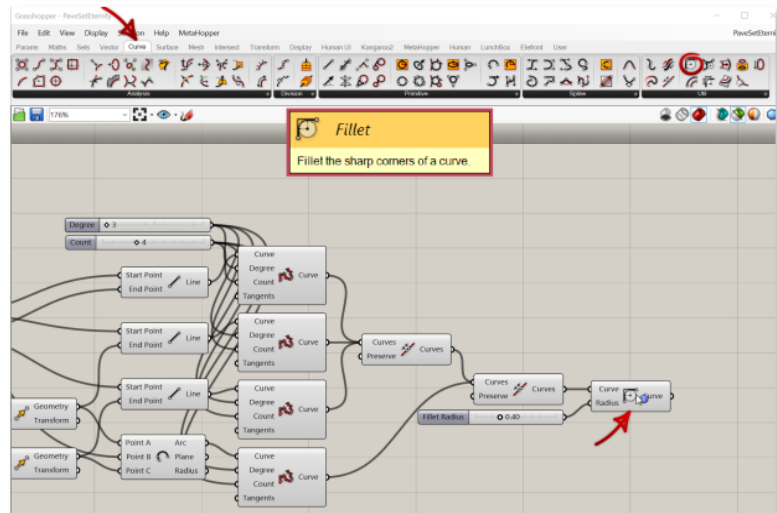 Grasshopper - PaveSetEternity
File Edit View Display Solution Help MetaHopper
PaveSetEterni
Params Maths Sets Vector Curve Surface Mesh Intersect Transform Display Human UI Kangaroo2 MetaHopper Human LunchBox Elefront User
Analysis Division Primitive Spline Util
176%
Fillet
Fillet the sharp corners of a curve.
Degree 3
Count 4
Curve
Degree
Count
Tangents
Curve
Start Point
End Point
Line
Curve
Degree
Count
Tangents
Curve
Start Point
End Point
Line
Curves
Preserve
Curves
Curve
Degree
Count
Tangents
Curve
Start Point
End Point
Line
Curves
Preserve
Curves
Curve
Radius
Curve
Fillet Radius 0.40
Geometry
Transform
Point A
Point B
Point C
Arc
Plane
Radius
Geometry
Transform
Curve
Degree
Count
Tangents
Curve